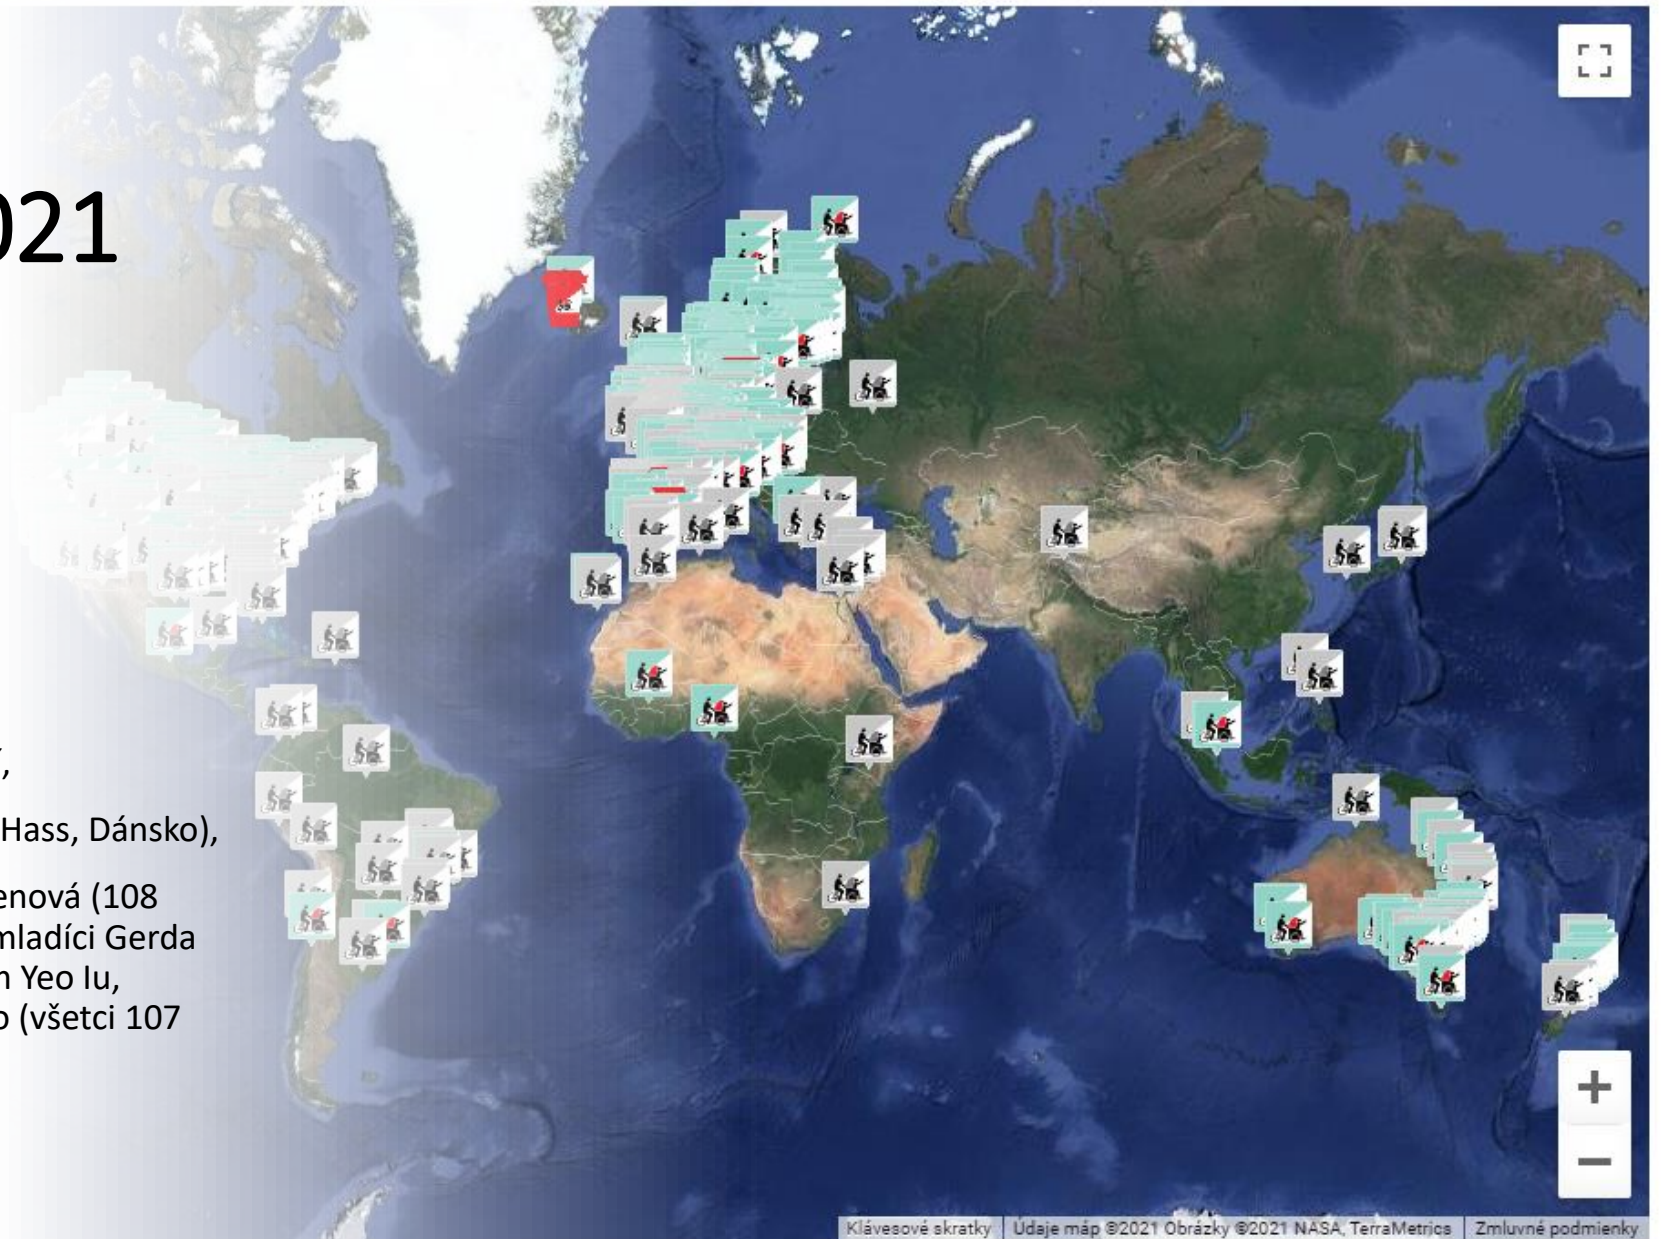 021
,
Hass, Dánsko),
enová (108
mladíci Gerda
Yeo Iu,
(všetci 107
Klávesové skratky
Údaje máp ©2021 Obrázky ©2021 NASA, TerraMetrics
Zmluvné podmienky